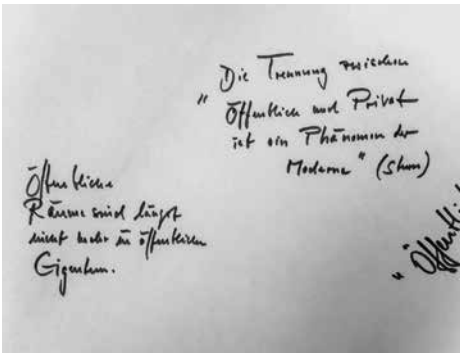 "Die Trennung zwischen
Öffentlich und Privat
ist ein Phänomen der
Moderne"
Öffentliche
Räume sind längst
nicht mehr in öffentlichem
Eigentum.
"Öffentli